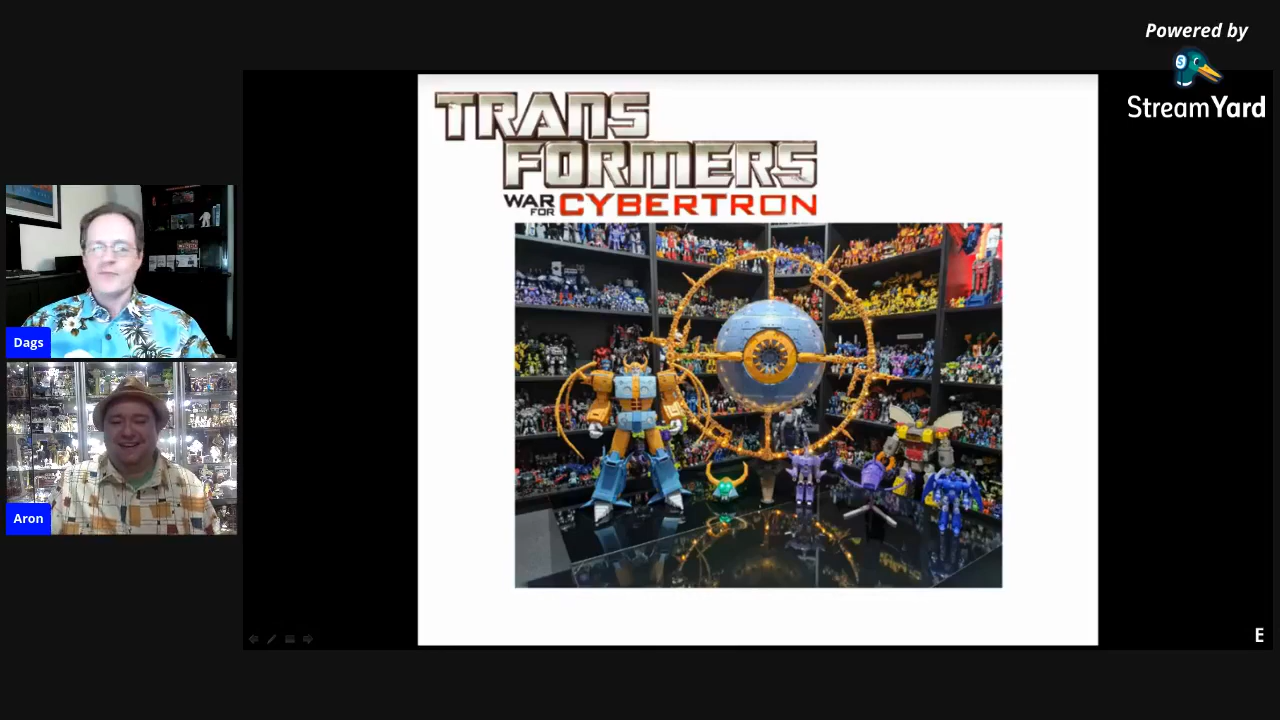 Powered by
StreamYard
TRANS
FORMERS
WAR
FOR
CYBERTRON
Dags
Aron
E